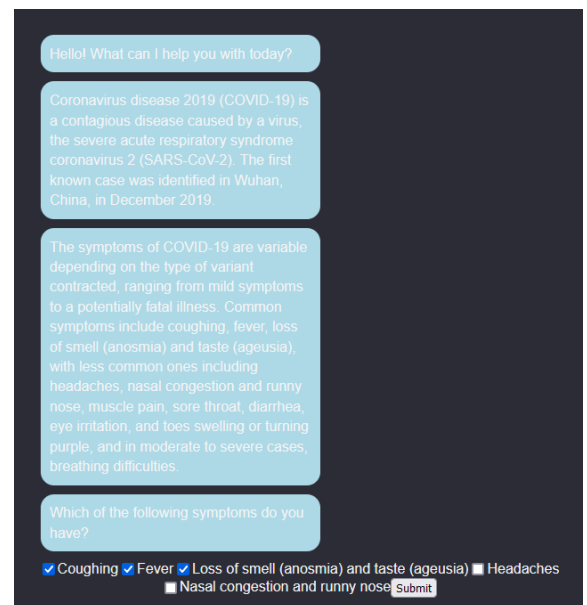 Hello! What can I help you with today?
Coronavirus disease 2019 (COVID-19) is
a contagious disease caused by a virus,
the severe acute respiratory syndrome
coronavirus 2 (SARS-CoV-2). The first
known case was identified in Wuhan,
China, in December 2019.
The symptoms of COVID-19 are variable
depending on the type of variant
contracted, ranging from mild symptoms
to a potentially fatal illness. Common
symptoms include coughing, fever, loss
of smell (anosmia) and taste (ageusia),
with less common ones including
headaches, nasal congestion and runny
nose, muscle pain, sore throat, diarrhea,
eye irritation, and toes swelling or turning
purple, and in moderate to severe cases,
breathing difficulties.
Which of the following symptoms do you
have?
Coughing Fever Loss of smell (anosmia) and taste (ageusia) Headaches
Nasal congestion and runny nose Submit